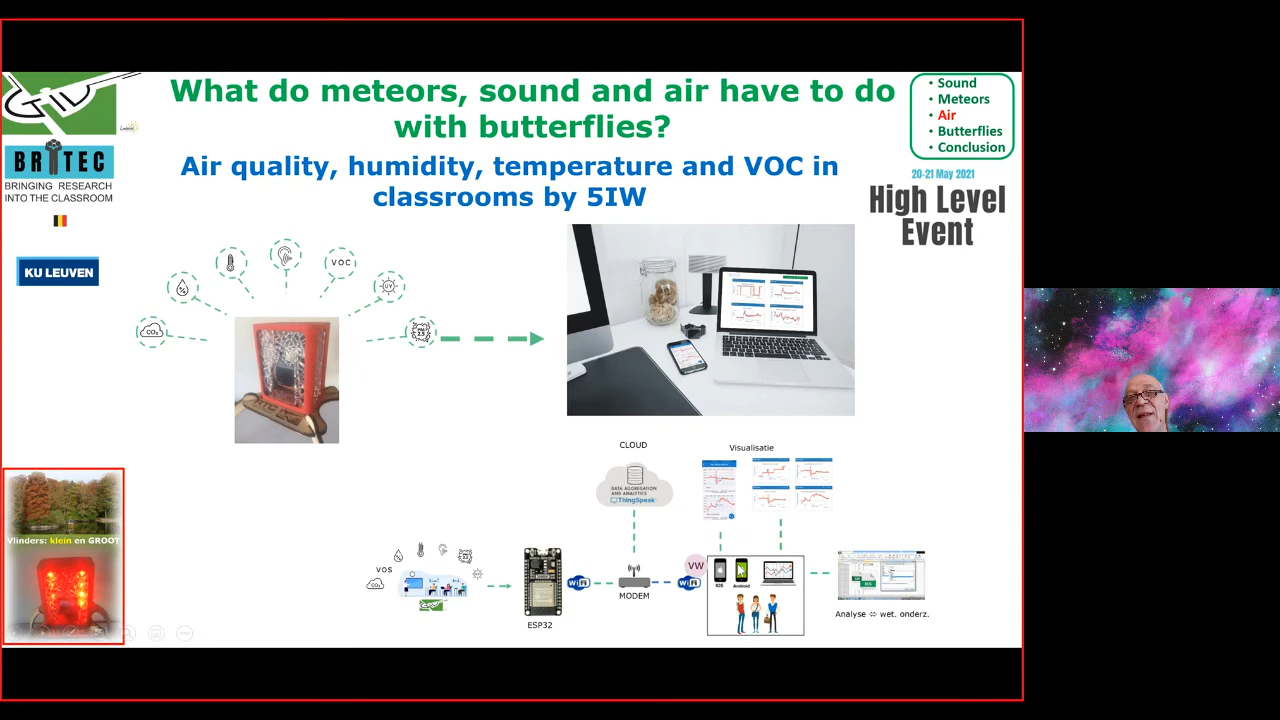 What do meteors, sound and air have to do
with butterflies?
Air quality, humidity, temperature and VOC in
classrooms by 5IW
• Sound
• Meteors
• Air
• Butterflies
• Conclusion
20-21 May 2021
High Level
Event
BRITEC
BRINGING RESEARCH
INTO THE CLASSROOM
KU LEUVEN
CO₂
VOC
UV
2.5
CLOUD
DATA AGGREGATION
AND ANALYTICS
ThingSpeak
Visualisatie
VOS
CO₂
ESP32
WiFi
MODEM
WiFi
VW
iOS
Android
Analyse ⇔ wet. onderz.
Vlinders: klein en GROOT